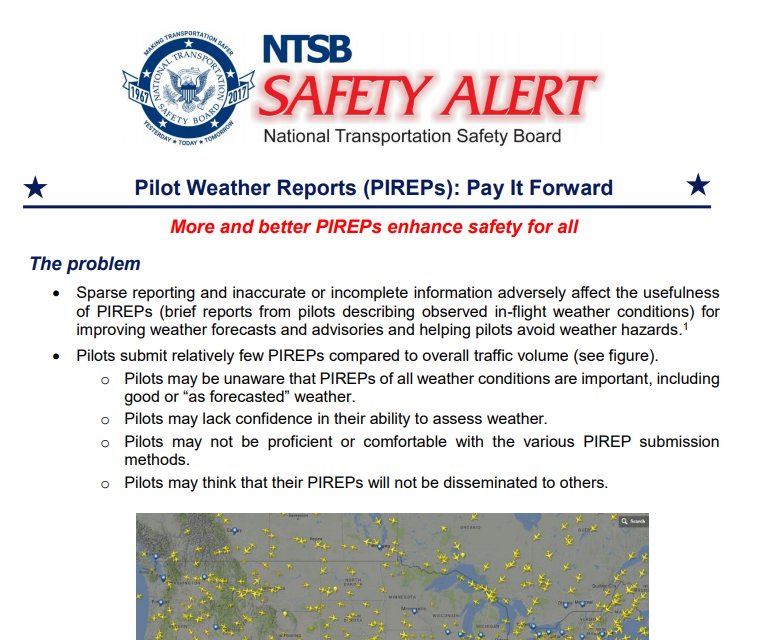 MAKING TRANSPORTATION SAFER
NATIONAL TRANSPORTATION
SAFETY BOARD
1967
2017
YESTERDAY ★ TODAY ★ TOMORROW
NTSB
SAFETY ALERT
National Transportation Safety Board
Pilot Weather Reports (PIREPs): Pay It Forward
More and better PIREPs enhance safety for all
The problem
• Sparse reporting and inaccurate or incomplete information adversely affect the usefulness
of PIREPs (brief reports from pilots describing observed in-flight weather conditions) for
improving weather forecasts and advisories and helping pilots avoid weather hazards.¹
• Pilots submit relatively few PIREPs compared to overall traffic volume (see figure).
o Pilots may be unaware that PIREPs of all weather conditions are important, including
good or “as forecasted” weather.
o Pilots may lack confidence in their ability to assess weather.
o Pilots may not be proficient or comfortable with the various PIREP submission
methods.
o Pilots may think that their PIREPs will not be disseminated to others.
Search
ONTARIO
Regina
NORTH
MINNESOTA
WISCONSIN
MICHIGAN